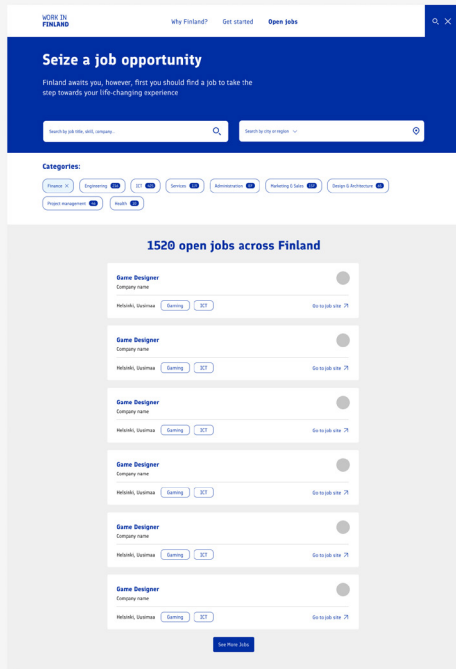 WORK IN
FINLAND
Why Finland? Get started Open Jobs
Seize a job opportunity
Finland awaits you, however, first you should find a job to take the
step towards your life-changing experience
Search by job title, skill, company...
Search by city or region
Categories:
Finance Engineering ICT Services Administration Marketing & Sales Design & Architecture
Project management Health
1520 open jobs across Finland
Game Designer
Company name
Helsinki, Uusimaa Gaming ICT Go to job site
Game Designer
Company name
Helsinki, Uusimaa Gaming ICT Go to job site
Game Designer
Company name
Helsinki, Uusimaa Gaming ICT Go to job site
Game Designer
Company name
Helsinki, Uusimaa Gaming ICT Go to job site
Game Designer
Company name
Helsinki, Uusimaa Gaming ICT Go to job site
Game Designer
Company name
Helsinki, Uusimaa Gaming ICT Go to job site
See More Jobs